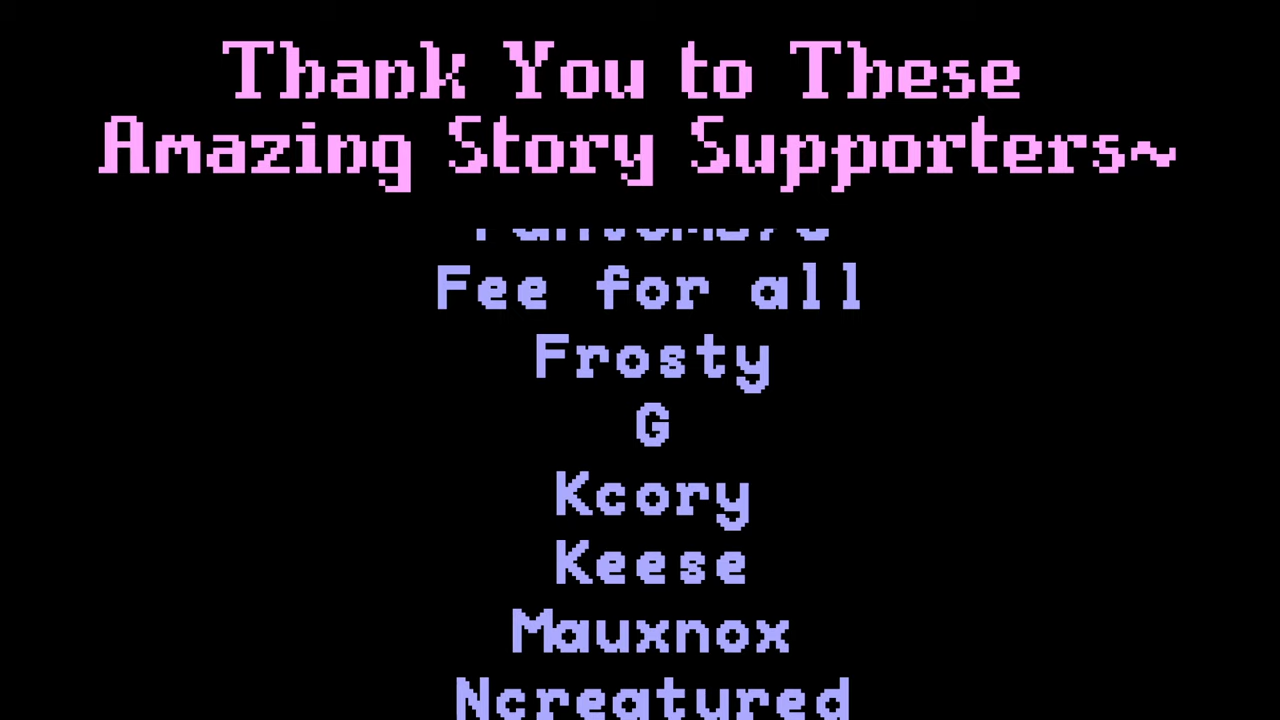 Thank You to These
Amazing Story Supporters~
Fee for all
Frosty
G
Kcory
Keese
Mauxnox
Ncreatured